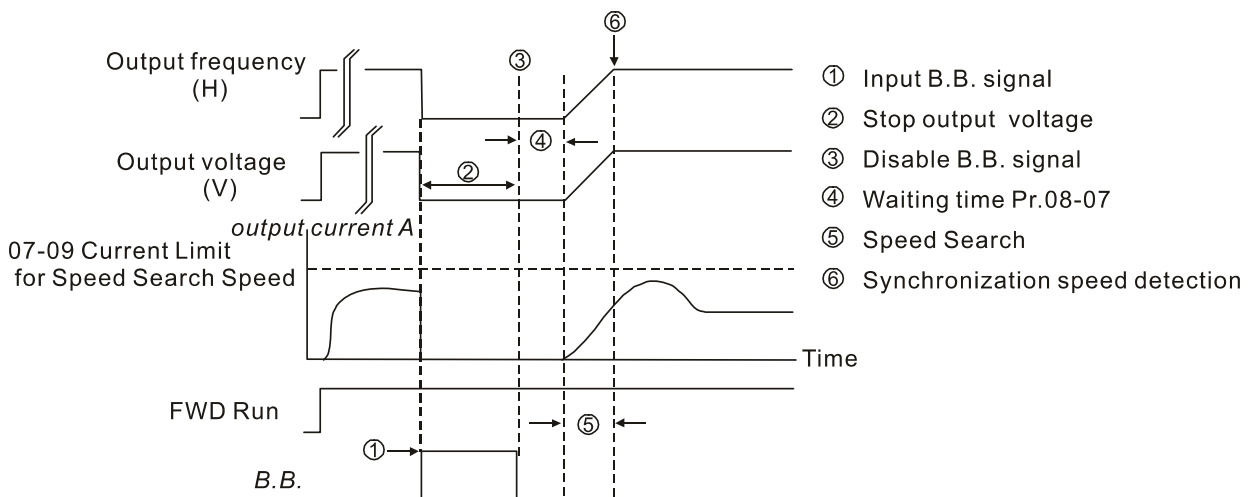 ⑥
Output frequency
(H)
③
① Input B.B. signal
② Stop output voltage
③ Disable B.B. signal
④ Waiting time Pr.08-07
⑤ Speed Search
⑥ Synchronization speed detection
④
Output voltage
(V)
②
output current A
07-09 Current Limit
for Speed Search Speed
Time
FWD Run
⑤
①
B.B.